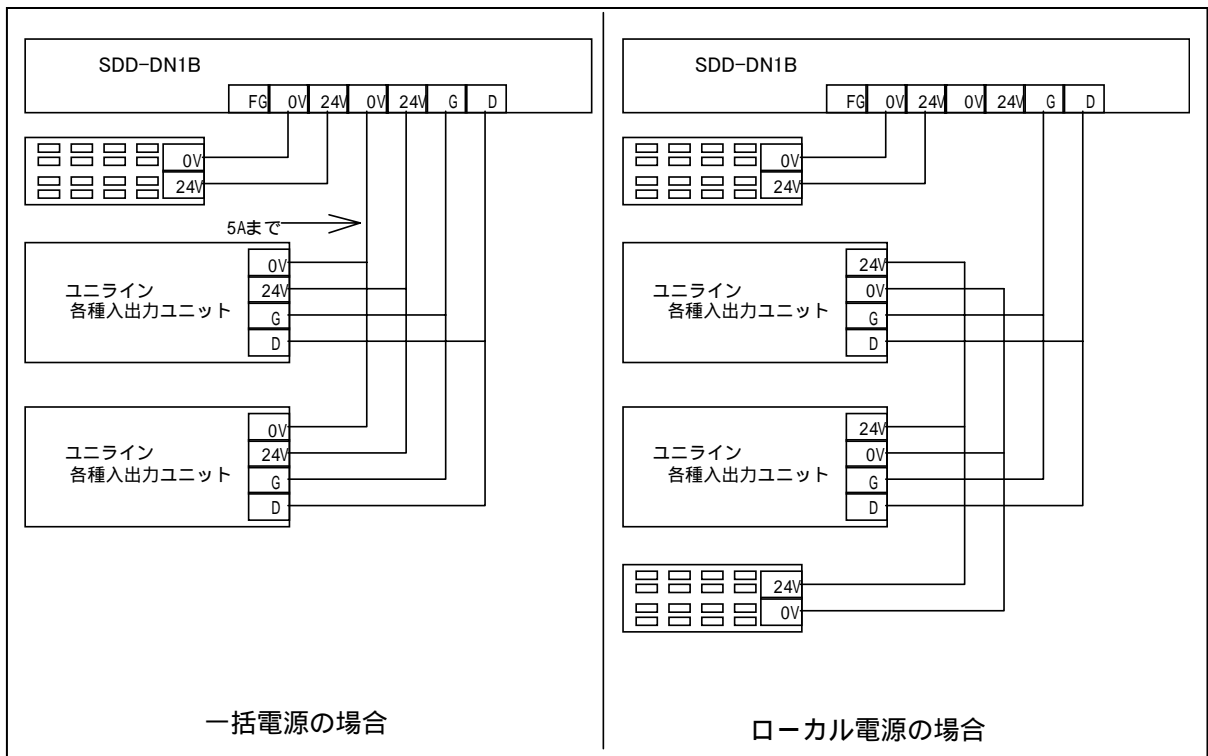 SDD-DN1B
FG 0V 24V 0V 24V G D
0V
24V
5Aまで
ユニライン
各種入出力ユニット
0V
24V
G
D
ユニライン
各種入出力ユニット
0V
24V
G
D
一括電源の場合
SDD-DN1B
FG 0V 24V 0V 24V G D
0V
24V
ユニライン
各種入出力ユニット
24V
0V
G
D
ユニライン
各種入出力ユニット
24V
0V
G
D
24V
0V
ローカル電源の場合